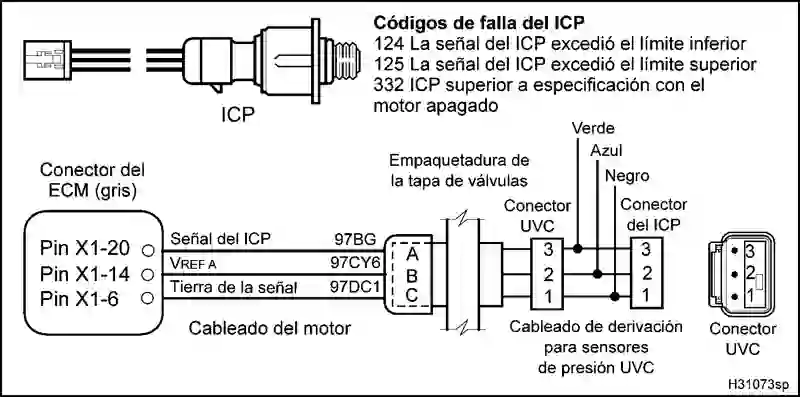 Códigos de falla del ICP
124 La señal del ICP excedió el límite inferior
125 La señal del ICP excedió el límite superior
332 ICP superior a especificación con el
motor apagado
ICP
Verde
Azul
Negro
Conector del
ECM (gris)
Empaquetadura de
la tapa de válvulas
Conector
UVC
Conector
del ICP
Pin X1-20
Señal del ICP
97BG
A
3
3
Pin X1-14
VREF A
97CY6
B
2
2
Pin X1-6
Tierra de la señal
97DC1
C
1
1
3
2
1
Cableado del motor
Cableado de derivación
para sensores
de presión UVC
Conector
UVC
H31073sp